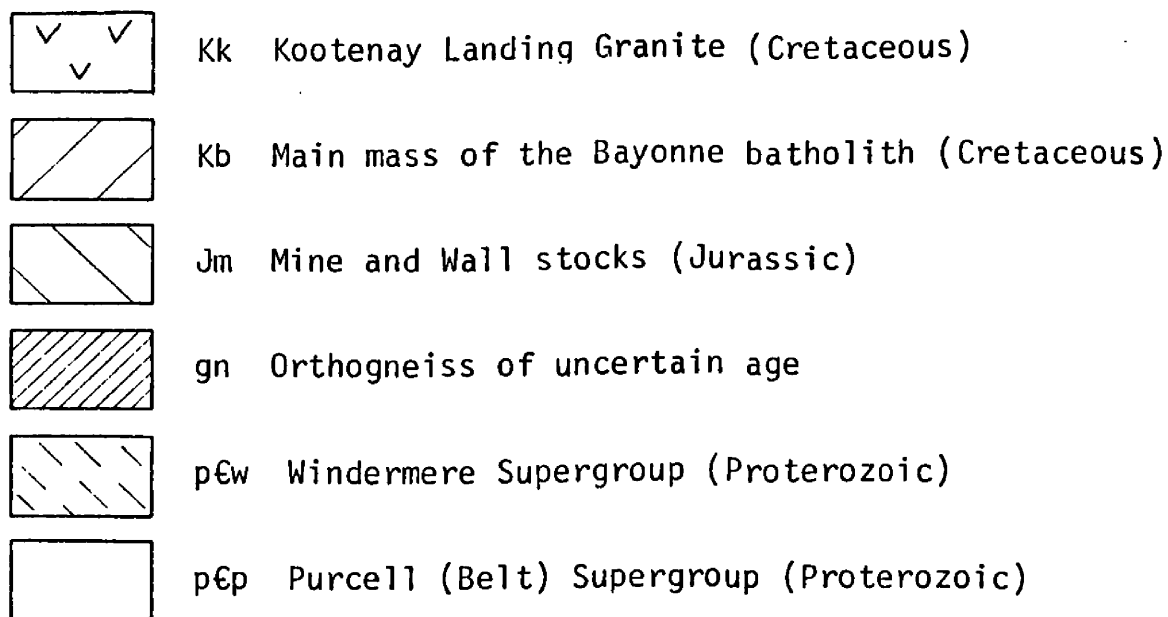 Kk Kootenay Landing Granite (Cretaceous)
Kb Main mass of the Bayonne batholith (Cretaceous)
Jm Mine and Wall stocks (Jurassic)
gn Orthogneiss of uncertain age
p€w Windermere Supergroup (Proterozoic)
p€p Purcell (Belt) Supergroup (Proterozoic)